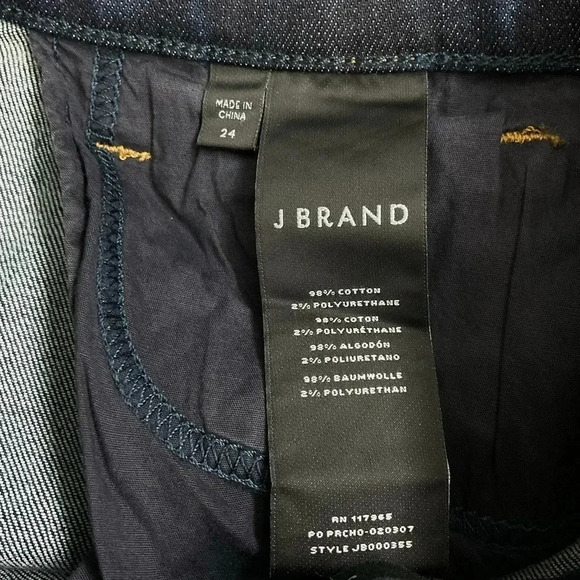 MADE IN
CHINA
24
J BRAND
98% COTTON
2% POLYURETHANE
98% COTON
2% POLYURÉTHANE
98% ALGODÓN
2% POLIURETANO
98% BAUMWOLLE
2% POLYURETHAN
RN 117965
PO PRCHO-020307
STYLE JB000355